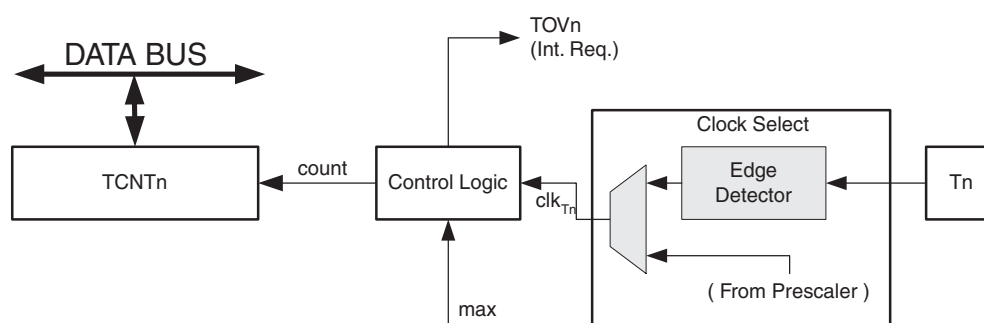 TOVn
(Int. Req.)
DATA BUS
Clock Select
TCNTn
count
Control Logic
clkTn
Edge
Detector
Tn
( From Prescaler )
max